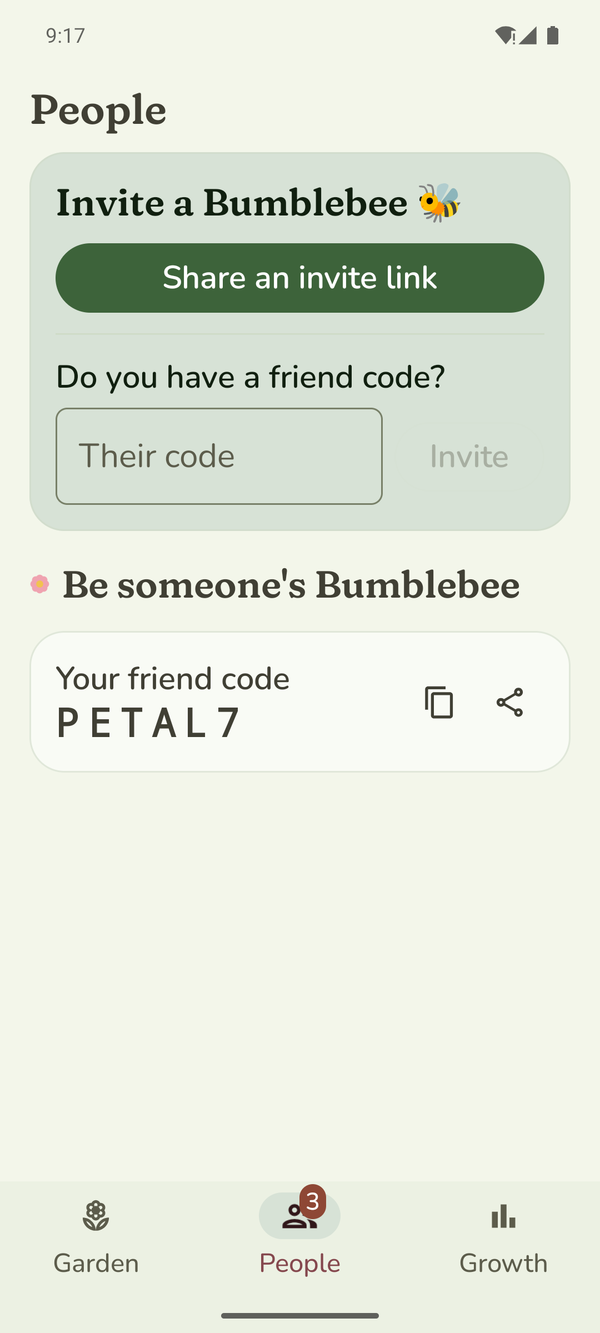 9:17
People
Invite a Bumblebee 🐝
Share an invite link
Do you have a friend code?
Their code
Invite
Be someone's Bumblebee
Your friend code
PETAL7
3
Garden
People
Growth